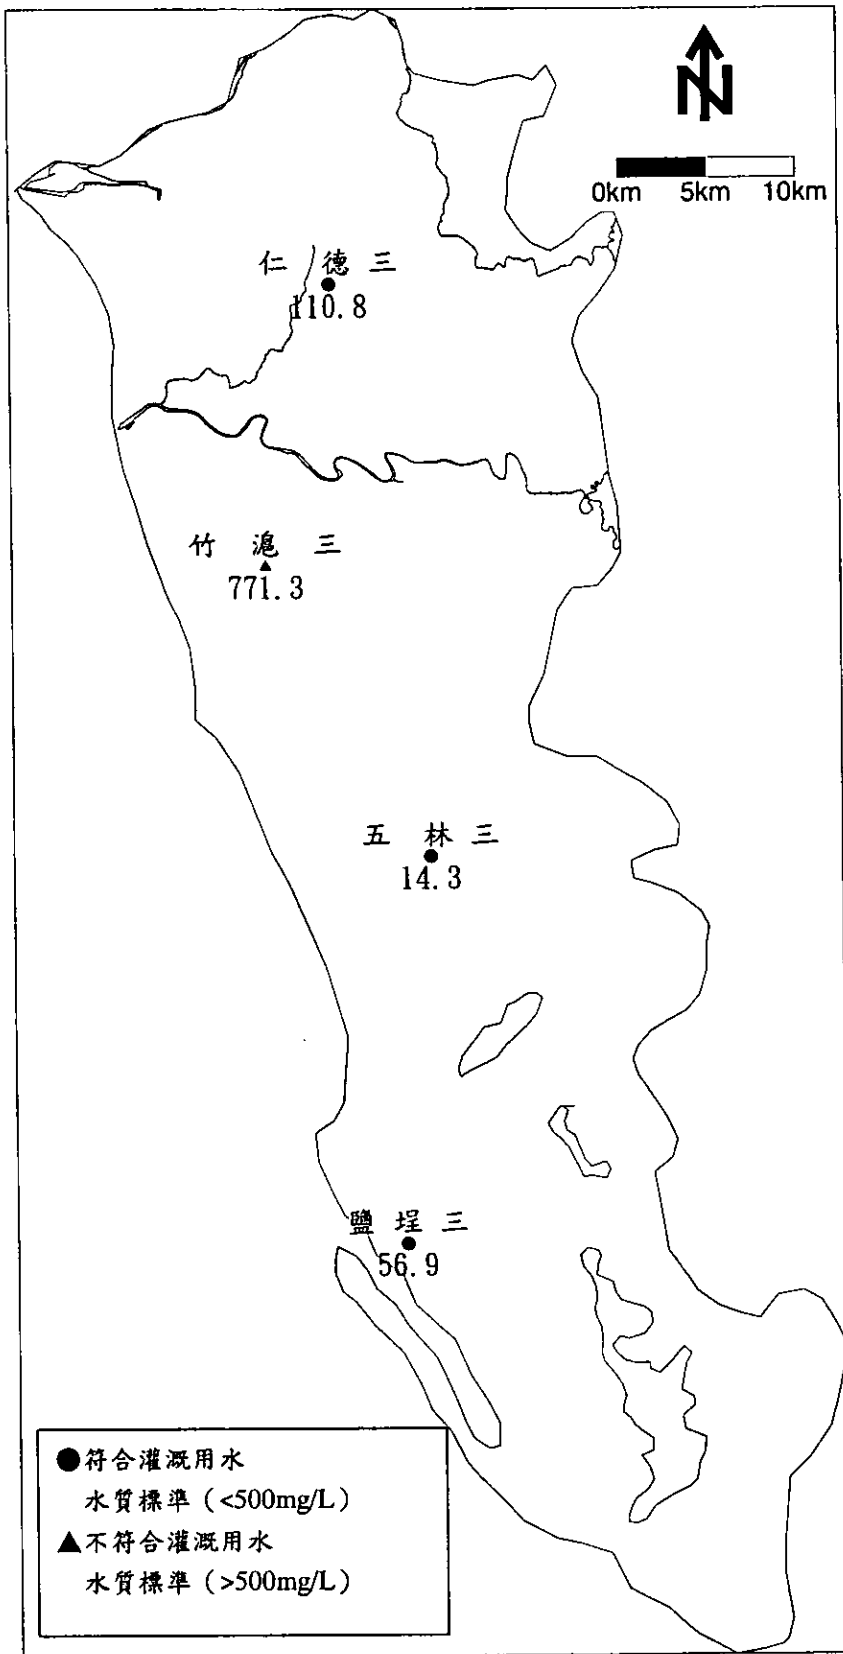 N
0km 5km 10km
仁德三
110.8
竹滬三
771.3
五林三
14.3
鹽埕三
56.9
●符合灌溉用水
水質標準（<500mg/L）
▲不符合灌溉用水
水質標準（>500mg/L）